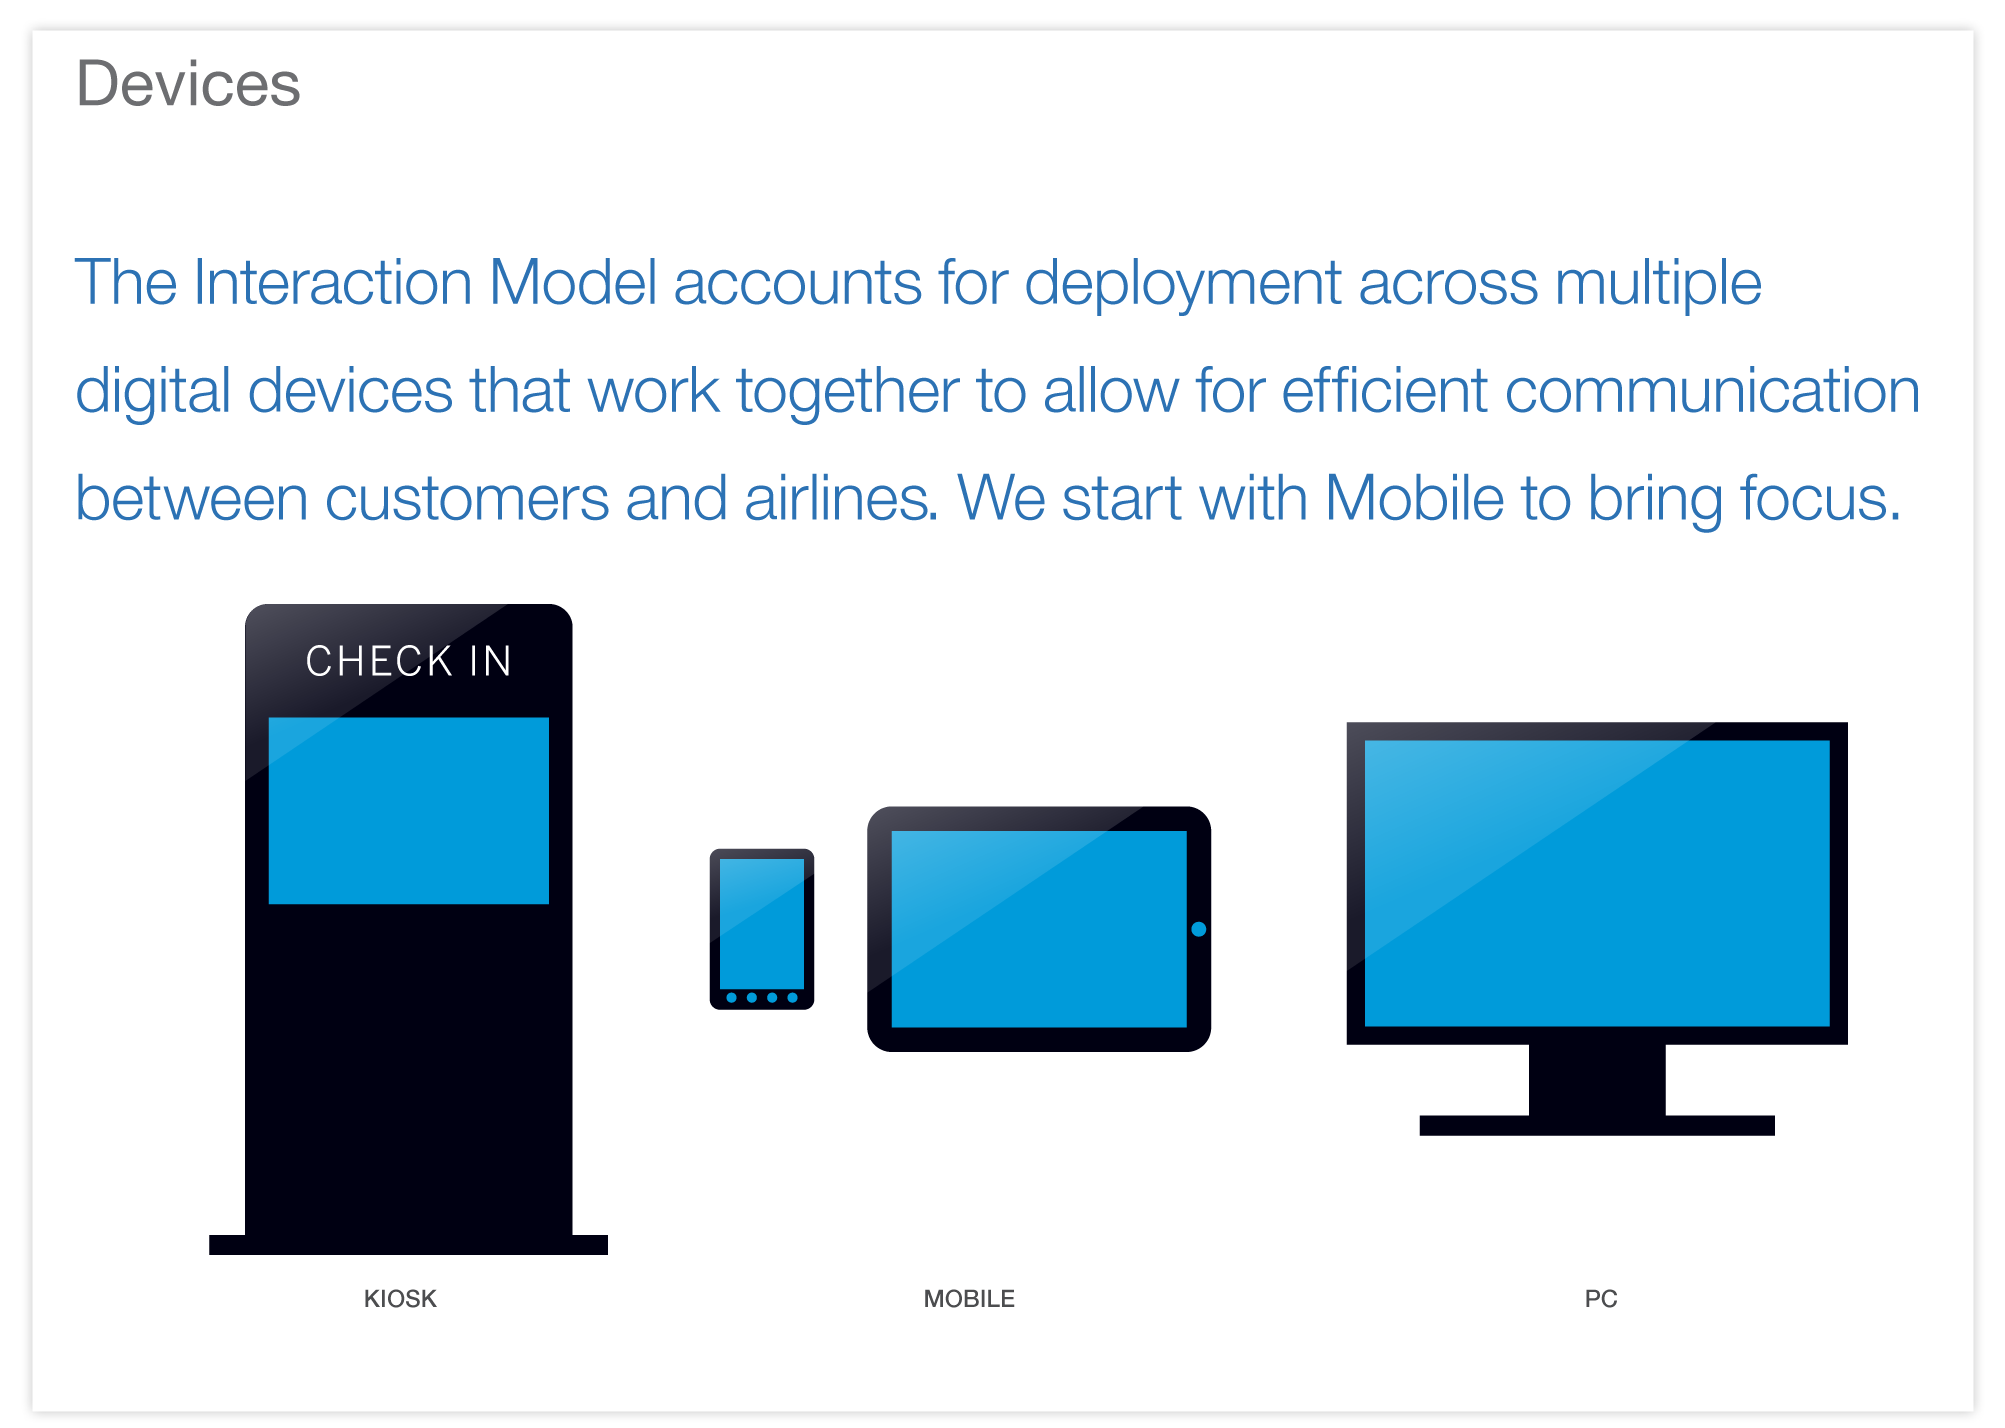 Devices
The Interaction Model accounts for deployment across multiple
digital devices that work together to allow for efficient communication
between customers and airlines. We start with Mobile to bring focus.
CHECK IN
KIOSK
MOBILE
PC